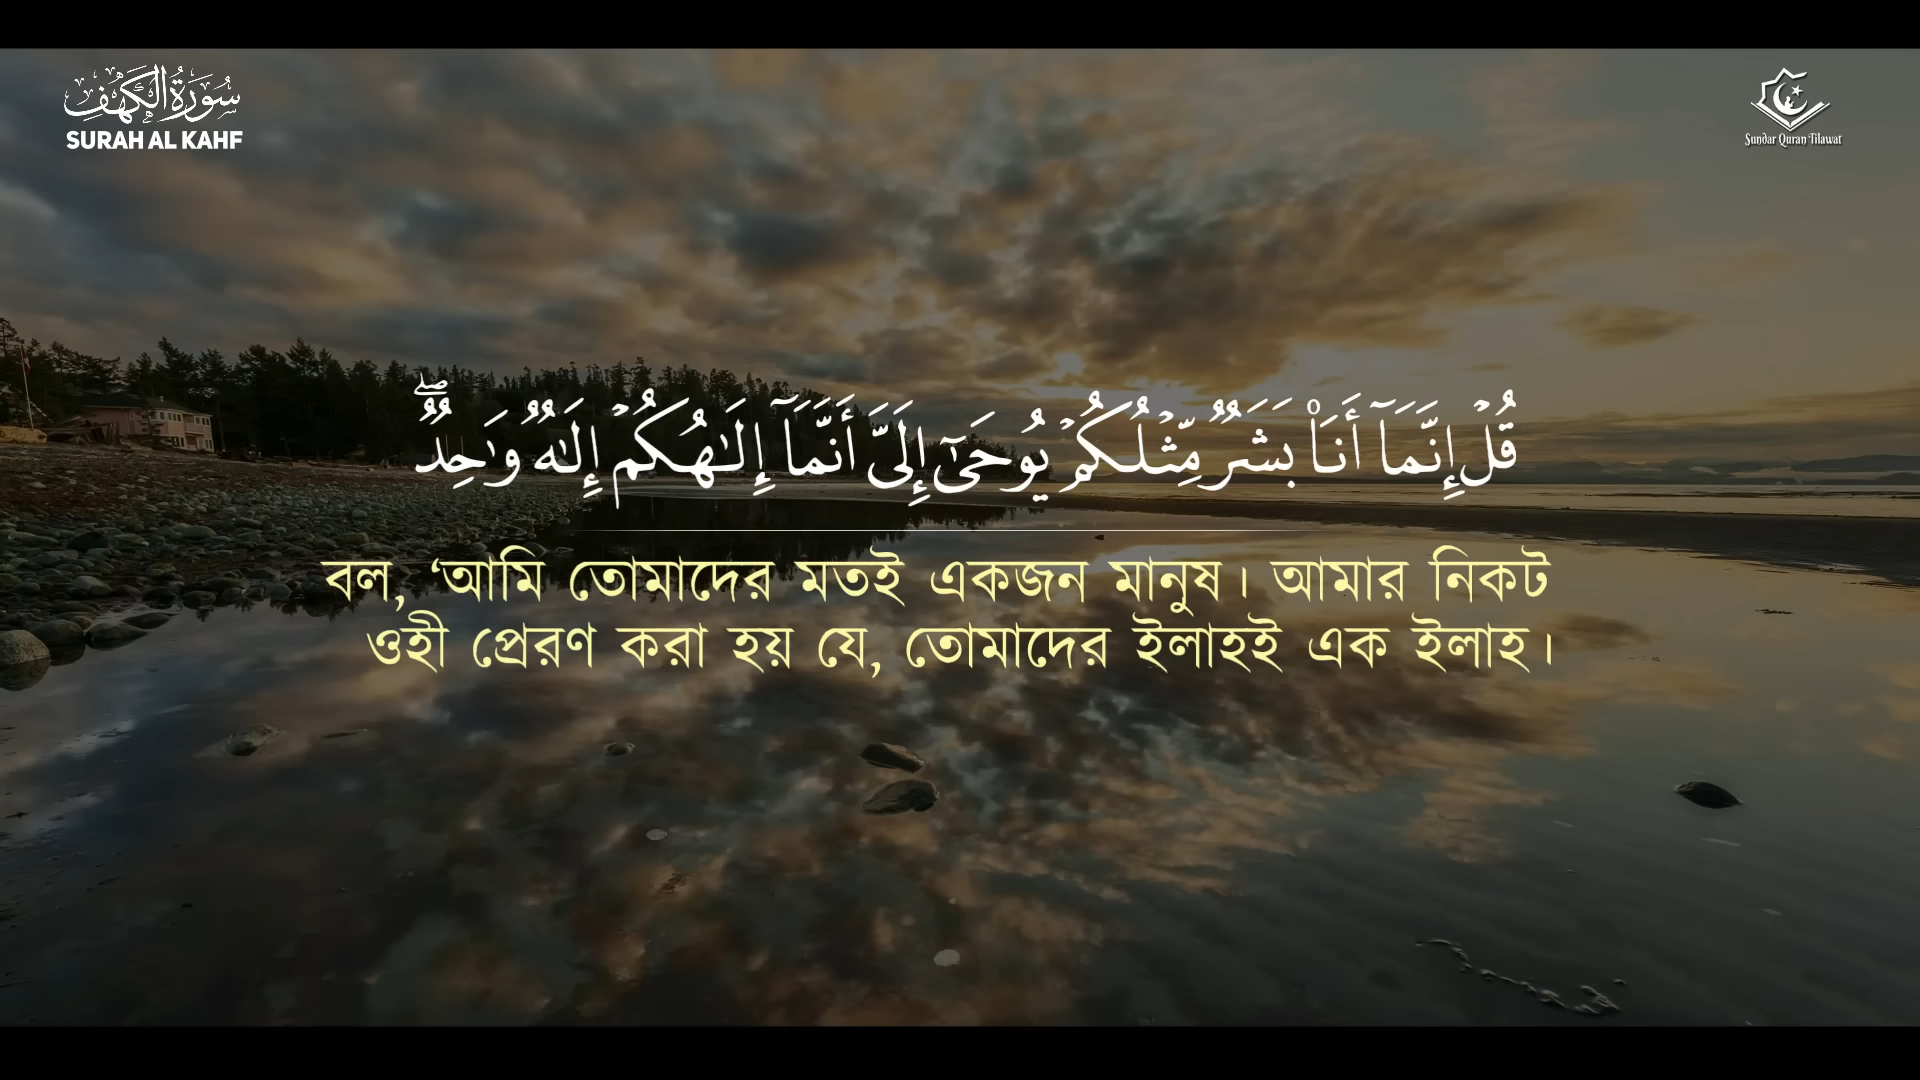 سُورَةُ الكَهْفِ
SURAH AL KAHF
Sundar Quran Tilawat
قُلْ إِنَّمَآ أَنَا۠ بَشَرٌۭ مِّثْلُكُمْ يُوحَىٰٓ إِلَىَّ أَنَّمَآ إِلَـٰهُكُمْ إِلَـٰهٌۭ وَٰحِدٌۭ ۖ
বল, ‘আমি তোমাদের মতই একজন মানুষ। আমার নিকট
ওহী প্রেরণ করা হয় যে, তোমাদের ইলাহই এক ইলাহ।